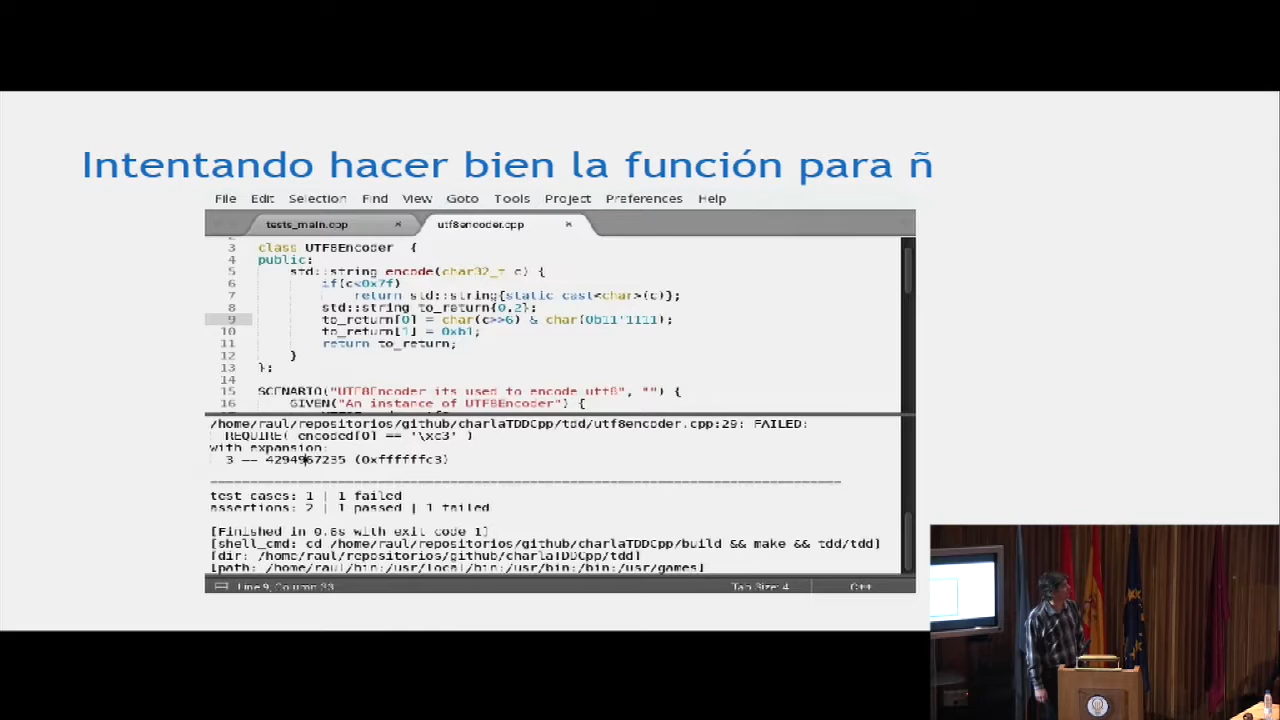 Intentando hacer bien la función para ñ
File Edit Selection Find View Goto Tools Project Preferences Help
tests_main.cpp × utf8encoder.cpp ×
3 class UTF8Encoder {
4 public:
5 std::string encode(char32_t c) {
6 if(c<0x7f)
7 return std::string{static_cast<char>(c)};
8 std::string to_return{0,2};
9 to_return[0] = char(c>>6) & char(0b11'1111);
10 to_return[1] = 0xb1;
11 return to_return;
12 }
13 };
14
15 SCENARIO("UTF8Encoder its used to encode utf8", "") {
16 GIVEN("An instance of UTF8Encoder") {
/home/raul/repositorios/github/charlaTDDCpp/tdd/utf8encoder.cpp:29: FAILED:
REQUIRE( encoded[0] == '\xc3' )
with expansion:
3 == 4294967235 (0xffffffc3)
test cases: 1 | 1 failed
assertions: 2 | 1 passed | 1 failed
[Finished in 0.6s with exit code 1]
[shell_cmd: cd /home/raul/repositorios/github/charlaTDDCpp/build && make && tdd/tdd]
[dir: /home/raul/repositorios/github/charlaTDDCpp/tdd]
[path: /home/raul/bin:/usr/local/bin:/usr/bin:/bin:/usr/games]
Line 9, Column 33 Tab Size: 4 C++